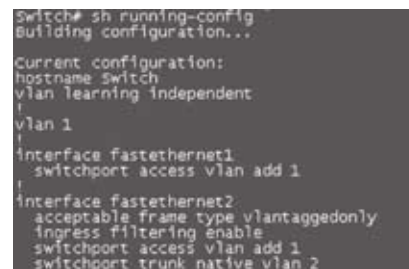 Switch# sh running-config
Building configuration...
Current configuration:
hostname Switch
vlan learning independent
!
vlan 1
!
interface fastethernet1
switchport access vlan add 1
!
interface fastethernet2
acceptable frame type vlantaggedonly
ingress filtering enable
switchport access vlan add 1
switchport trunk native vlan 2